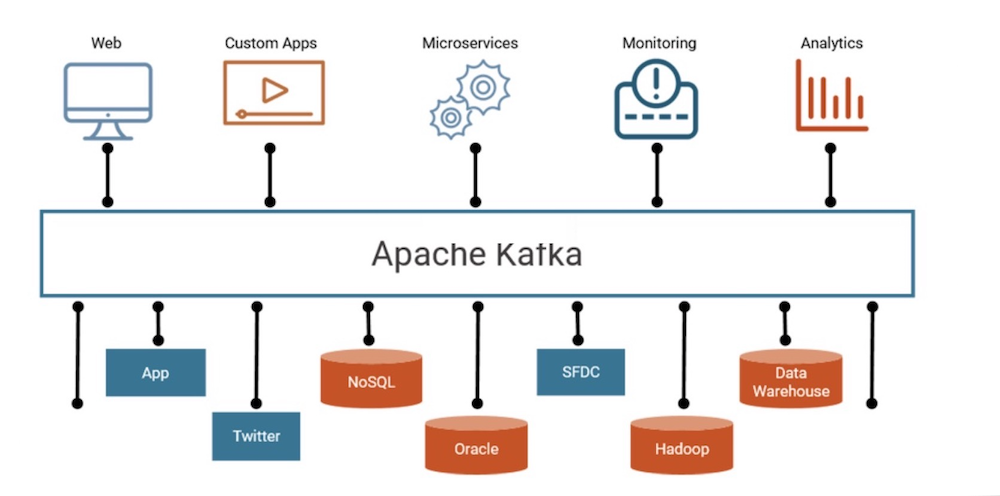 Web
Custom Apps
Microservices
Monitoring
Analytics
Apache Kafka
App
Twitter
NoSQL
Oracle
SFDC
Hadoop
Data
Warehouse